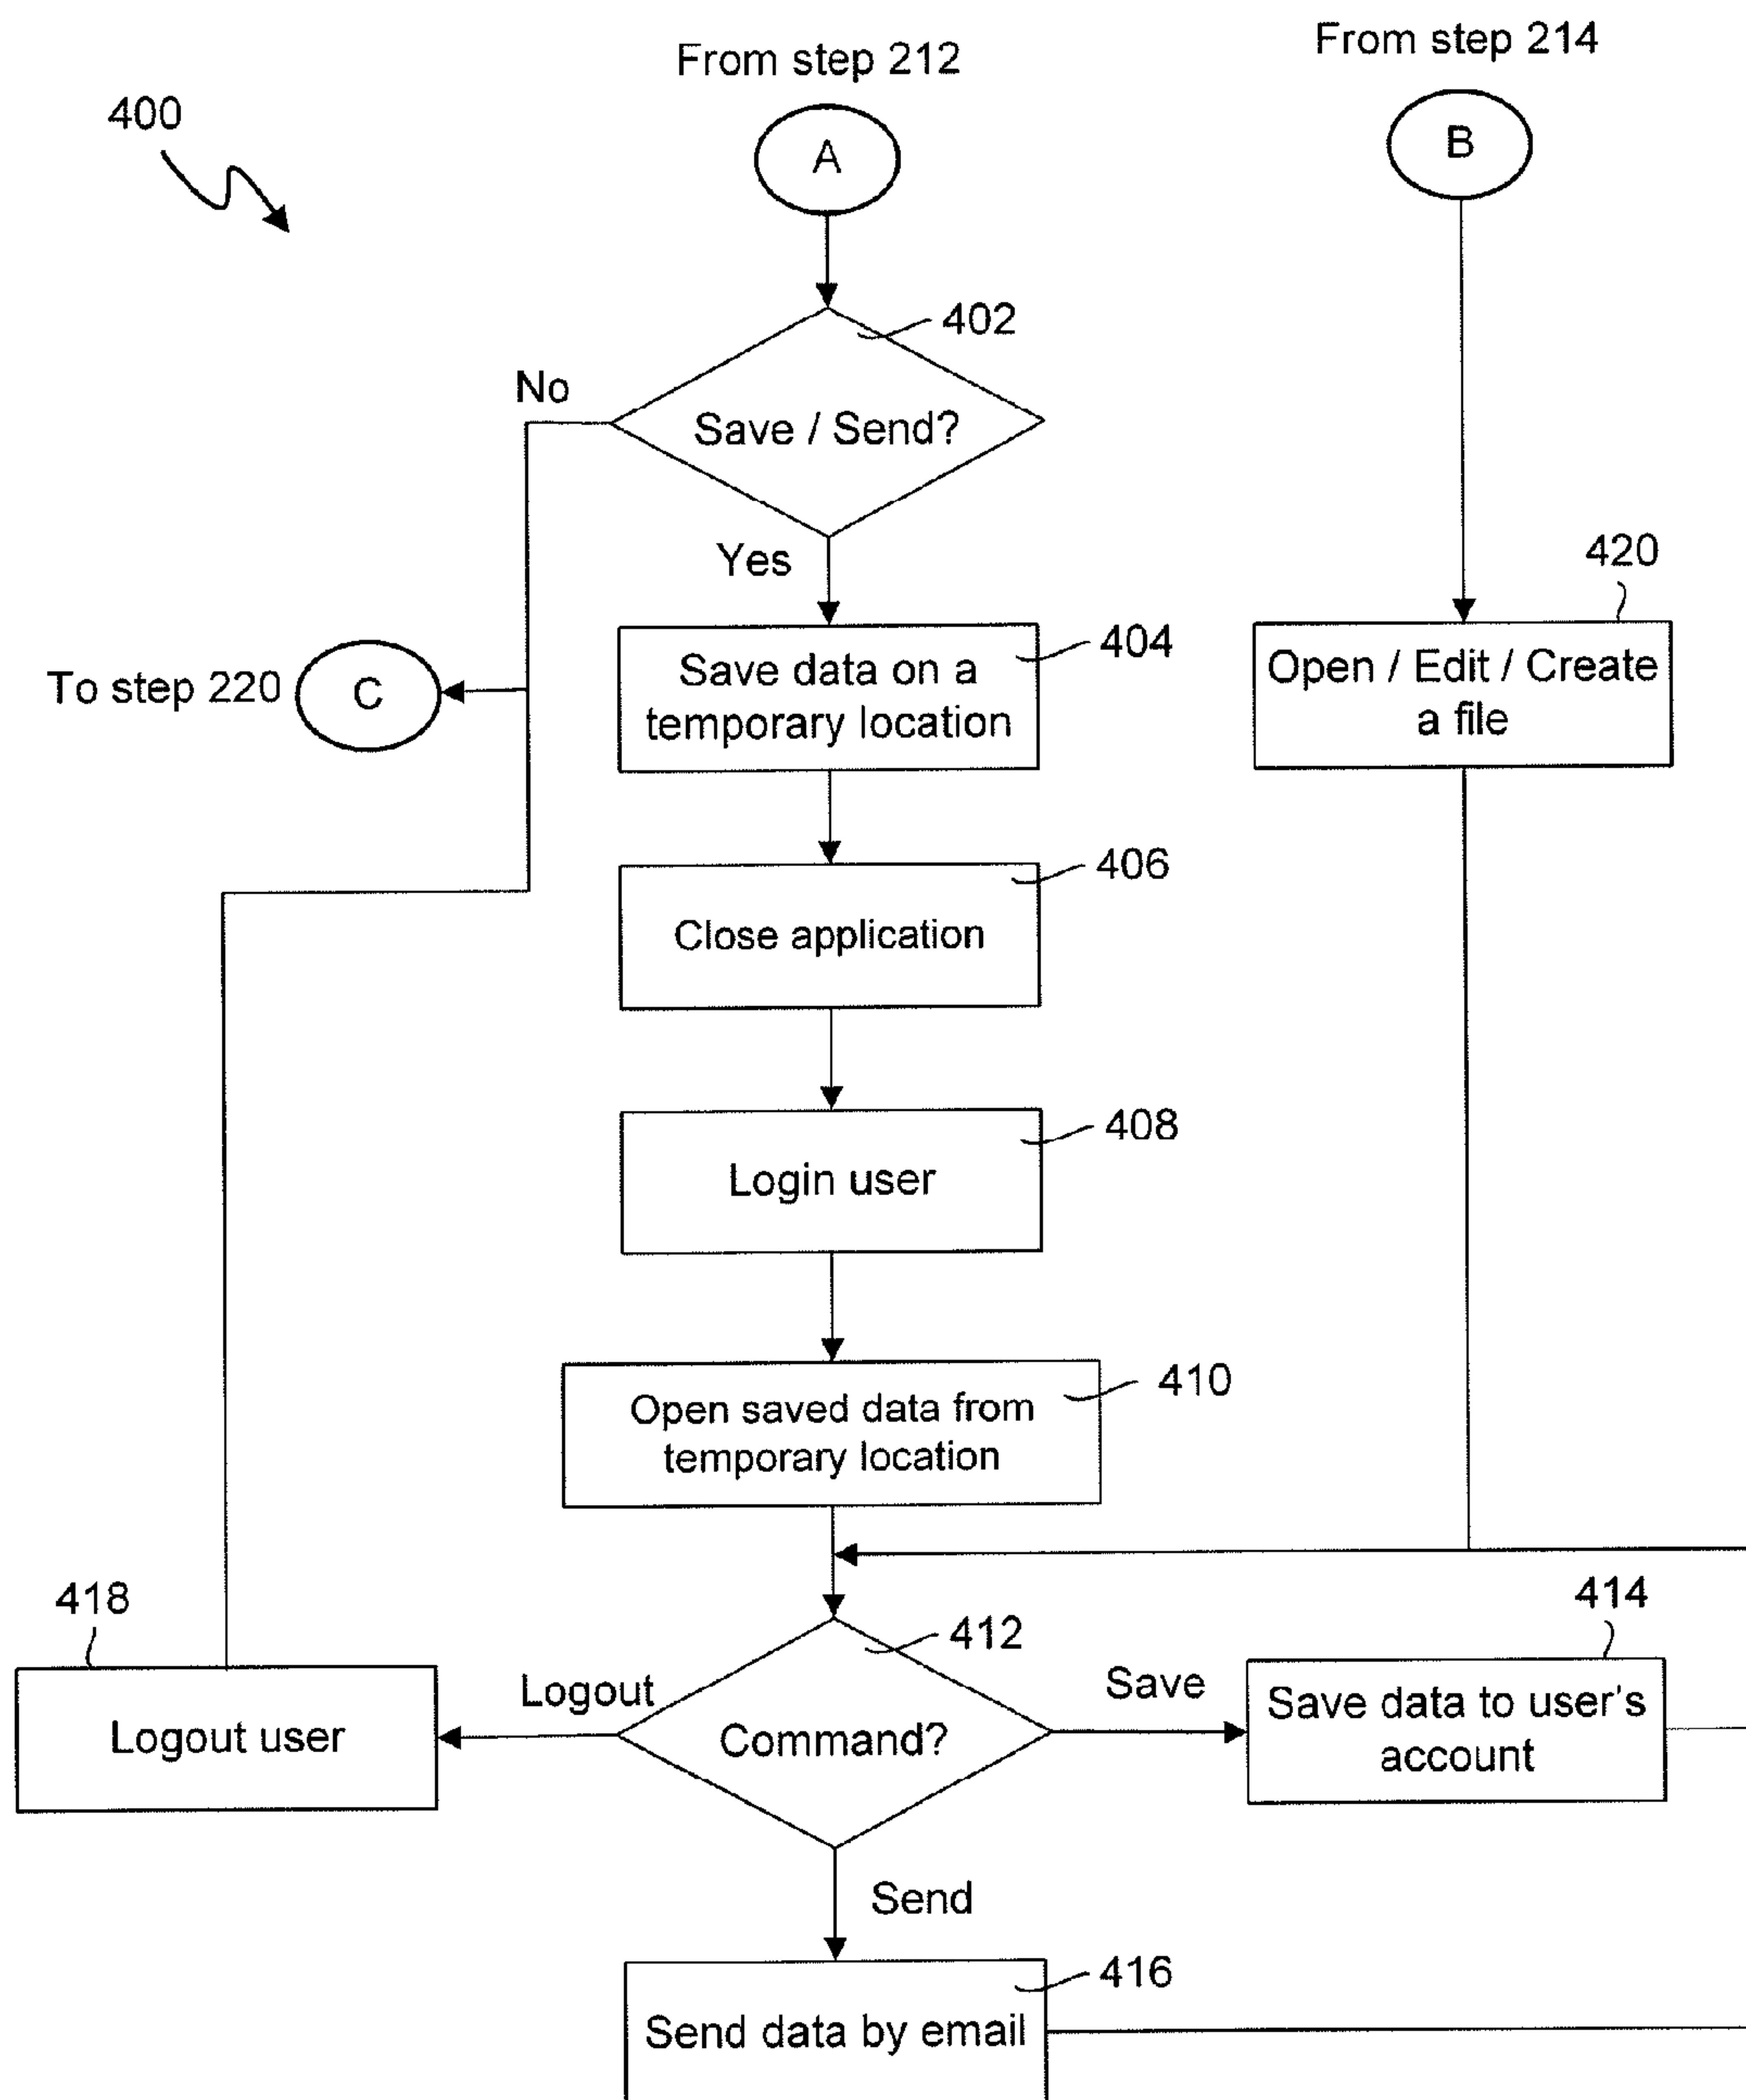 From step 212
From step 214
400
A
B
402
No
Save / Send?
Yes
420
404
Save data on a
temporary location
Open / Edit / Create
a file
To step 220
C
406
Close application
408
Login user
410
Open saved data from
temporary location
418
414
412
Logout
Save
Logout user
Command?
Save data to user's
account
Send
416
Send data by email